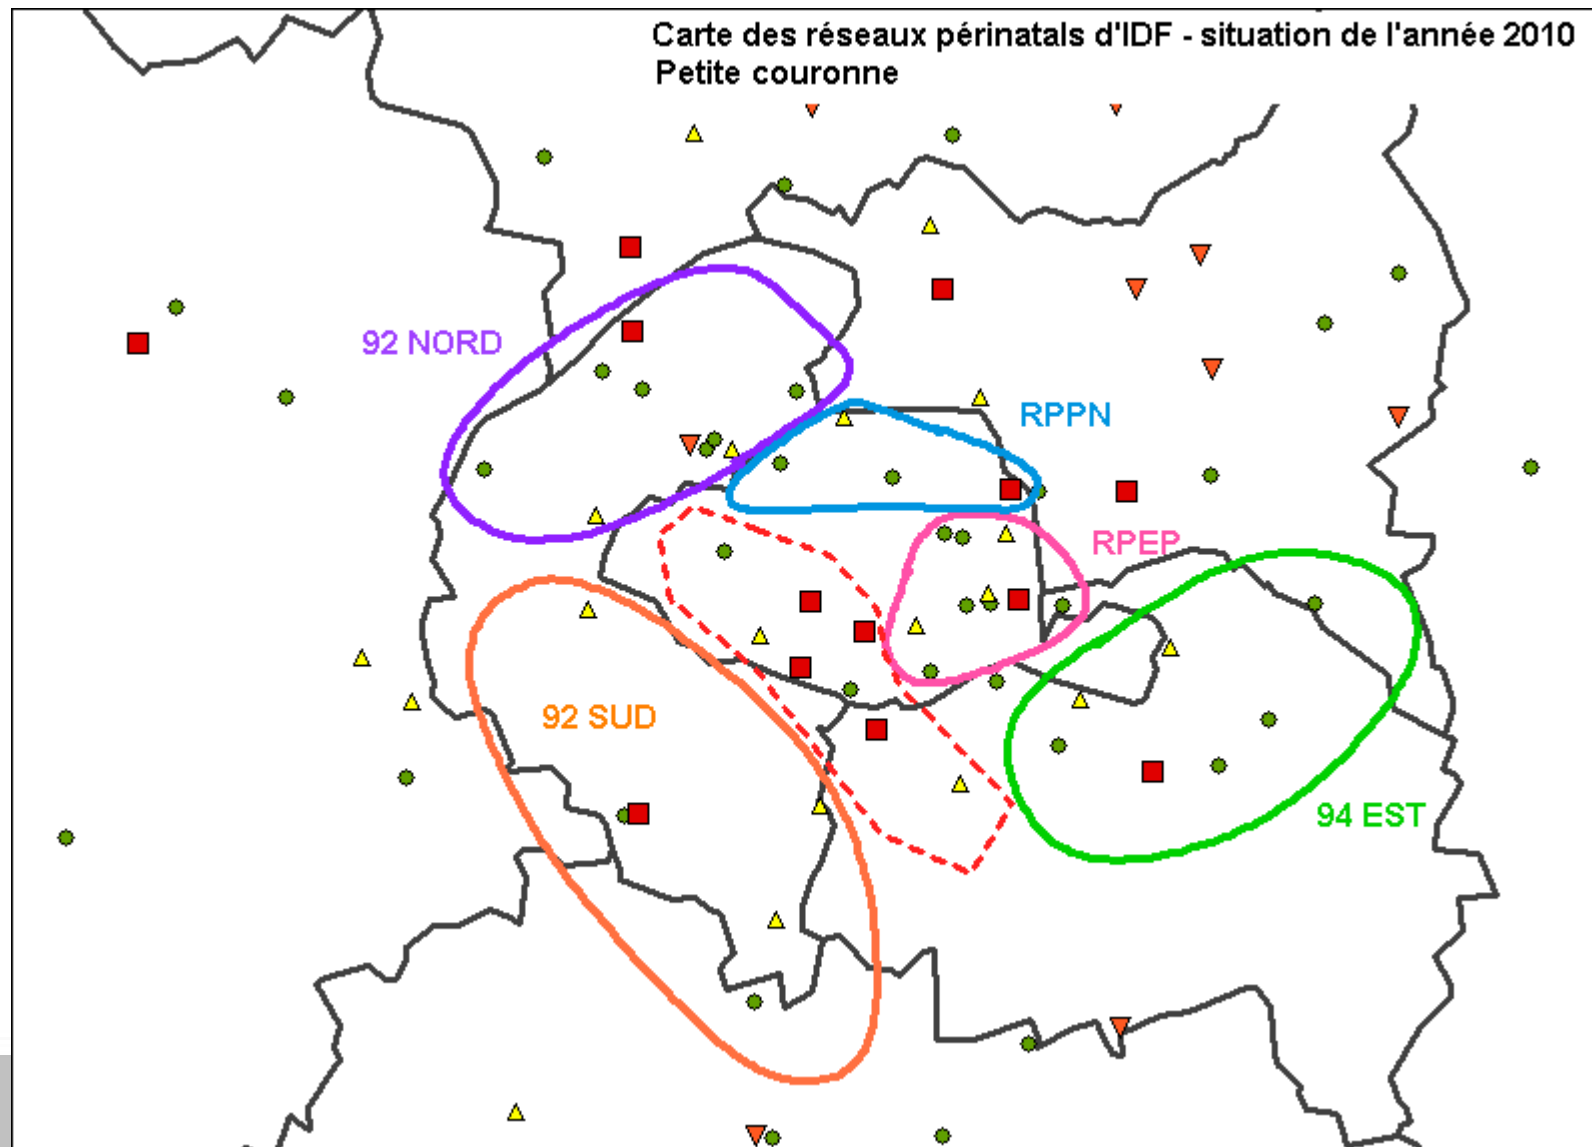 Carte des réseaux périnatals d'IDF - situation de l'année 2010
Petite couronne
92 NORD
RPPN
RPEP
92 SUD
94 EST